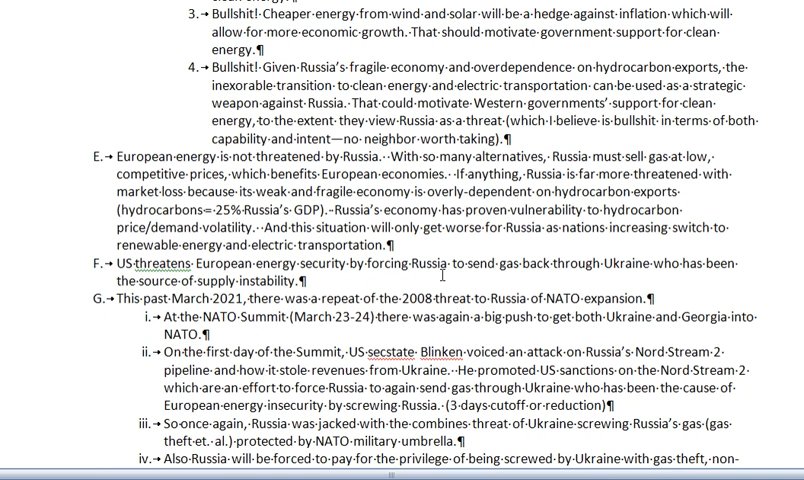 3. Bullshit! Cheaper energy from wind and solar will be a hedge against inflation which will
allow for more economic growth. That should motivate government support for clean
energy.¶
4. Bullshit! Given Russia's fragile economy and overdependence on hydrocarbon exports, the
inexorable transition to clean energy and electric transportation can be used as a strategic
weapon against Russia. That could motivate Western governments' support for clean
energy, to the extent they view Russia as a threat (which I believe is bullshit in terms of both
capability and intent—no neighbor worth taking).¶
E. European energy is not threatened by Russia. With so many alternatives, Russia must sell gas at low,
competitive prices, which benefits European economies. If anything, Russia is far more threatened with
market loss because its weak and fragile economy is overly-dependent on hydrocarbon exports
(hydrocarbons= 25% Russia's GDP). Russia's economy has proven vulnerability to hydrocarbon
price/demand volatility. And this situation will only get worse for Russia as nations increasing switch to
renewable energy and electric transportation.¶
F. US threatens European energy security by forcing Russia to send gas back through Ukraine who has been
the source of supply instability.¶
G. This past March 2021, there was a repeat of the 2008 threat to Russia of NATO expansion.¶
i. At the NATO Summit (March 23-24) there was again a big push to get both Ukraine and Georgia into
NATO.¶
ii. On the first day of the Summit, US secstate Blinken voiced an attack on Russia's Nord Stream 2
pipeline and how it stole revenues from Ukraine. He promoted US sanctions on the Nord Stream 2
which are an effort to force Russia to again send gas through Ukraine who has been the cause of
European energy insecurity by screwing Russia. (3 days cutoff or reduction)¶
iii. So once again, Russia was jacked with the combines threat of Ukraine screwing Russia's gas (gas
theft et. al.) protected by NATO military umbrella.¶
iv. Also Russia will be forced to pay for the privilege of being screwed by Ukraine with gas theft, non-